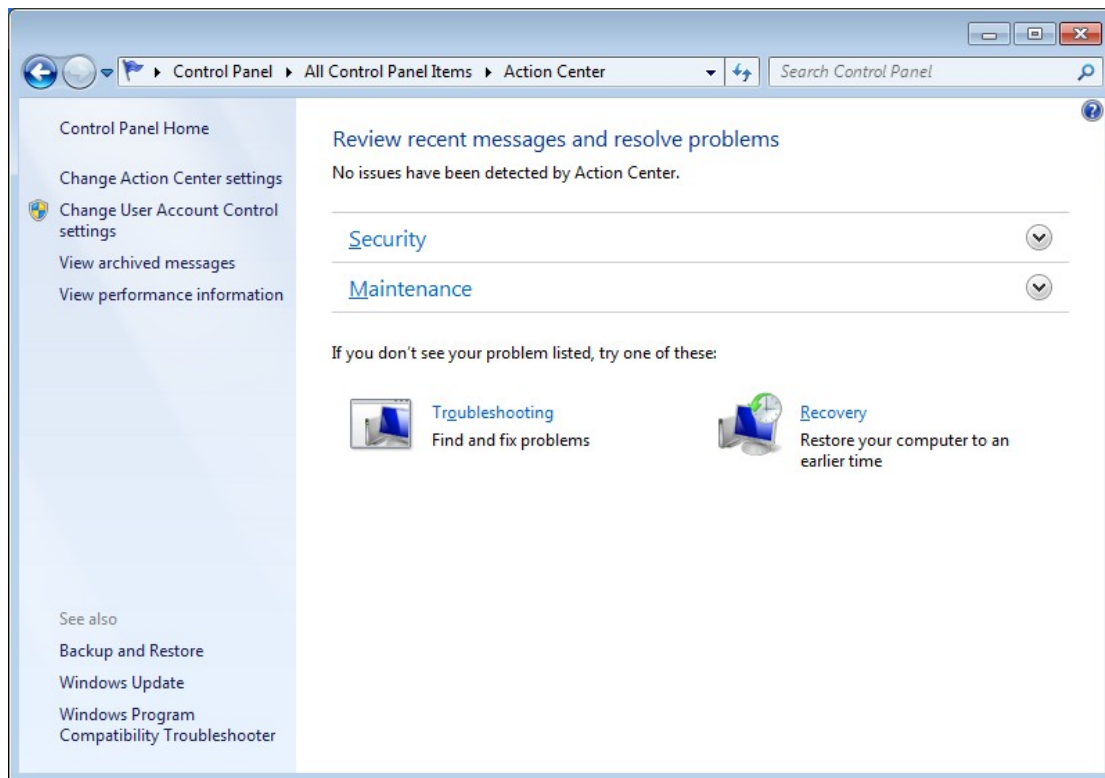 Control Panel ▸ All Control Panel Items ▸ Action Center
Search Control Panel
Control Panel Home
Change Action Center settings
Change User Account Control
settings
View archived messages
View performance information
Review recent messages and resolve problems
No issues have been detected by Action Center.
Security
Maintenance
If you don't see your problem listed, try one of these:
Troubleshooting
Find and fix problems
Recovery
Restore your computer to an
earlier time
See also
Backup and Restore
Windows Update
Windows Program
Compatibility Troubleshooter